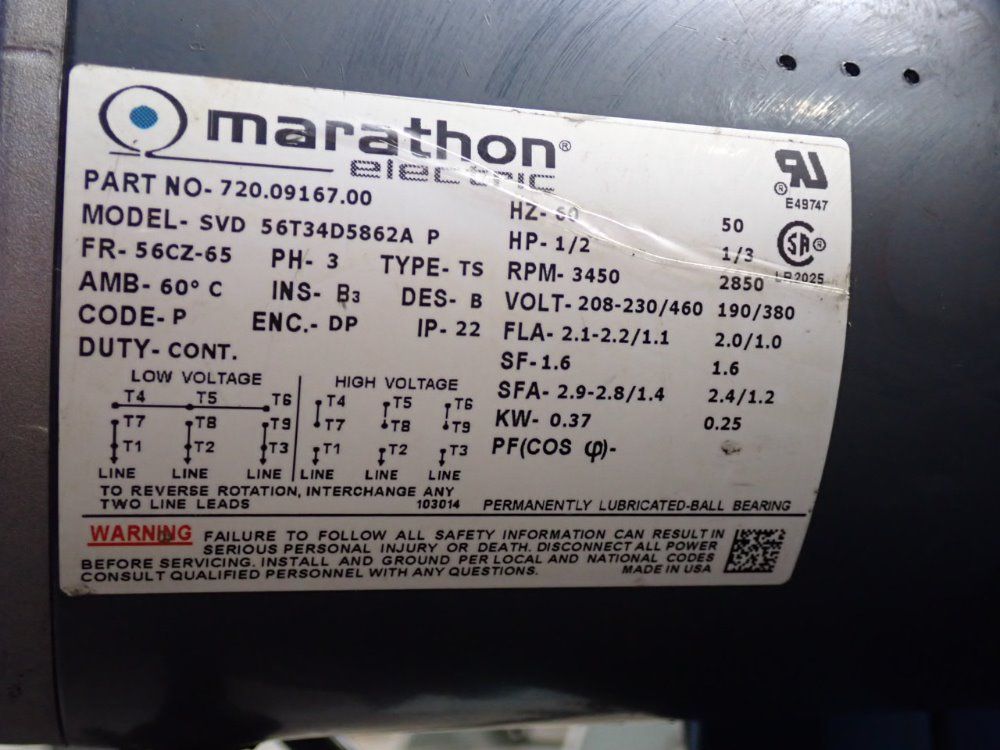 marathon®
electric
PART NO- 720.09167.00
MODEL- SVD 56T34D5862A P
FR- 56CZ-65 PH- 3 TYPE- TS
AMB- 60° C INS- B3 DES- B
CODE- P ENC.- DP IP- 22
DUTY- CONT.
HZ- 60 50
HP- 1/2 1/3
RPM- 3450 2850
VOLT- 208-230/460 190/380
FLA- 2.1-2.2/1.1 2.0/1.0
SF- 1.6 1.6
SFA- 2.9-2.8/1.4 2.4/1.2
KW- 0.37 0.25
PF(COS φ)-
E49747
SA®
LR2025
LOW VOLTAGE HIGH VOLTAGE
T4 T5 T6 T4 T5 T6
T7 T8 T9 T7 T8 T9
T1 T2 T3 T1 T2 T3
LINE LINE LINE LINE LINE LINE
TO REVERSE ROTATION, INTERCHANGE ANY
TWO LINE LEADS 103014
PERMANENTLY LUBRICATED-BALL BEARING
WARNING FAILURE TO FOLLOW ALL SAFETY INFORMATION CAN RESULT IN
SERIOUS PERSONAL INJURY OR DEATH. DISCONNECT ALL POWER
BEFORE SERVICING. INSTALL AND GROUND PER LOCAL AND NATIONAL CODES
CONSULT QUALIFIED PERSONNEL WITH ANY QUESTIONS. MADE IN USA